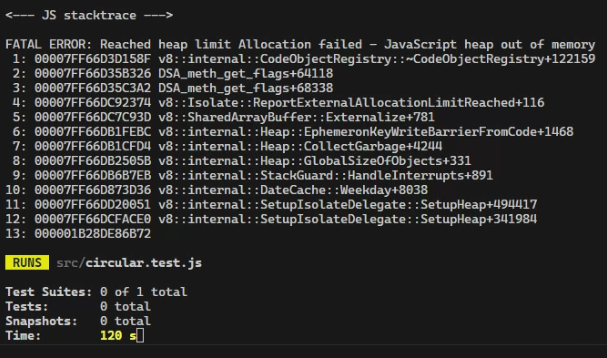 <--- JS stacktrace --->
FATAL ERROR: Reached heap limit Allocation failed - JavaScript heap out of memory
1: 00007FF66D3D158F v8::internal::CodeObjectRegistry::~CodeObjectRegistry+122159
2: 00007FF66D35B326 DSA_meth_get_flags+64118
3: 00007FF66D35C3A2 DSA_meth_get_flags+68338
4: 00007FF66DC92374 v8::Isolate::ReportExternalAllocationLimitReached+116
5: 00007FF66DC7C93D v8::SharedArrayBuffer::Externalize+781
6: 00007FF66DB1FEBC v8::internal::Heap::EphemeronKeyWriteBarrierFromCode+1468
7: 00007FF66DB1CFD4 v8::internal::Heap::CollectGarbage+4244
8: 00007FF66DB2505B v8::internal::Heap::GlobalSizeOfObjects+331
9: 00007FF66DB6B7EB v8::internal::StackGuard::HandleInterrupts+891
10: 00007FF66D873D36 v8::internal::DateCache::Weekday+8038
11: 00007FF66DD20051 v8::internal::SetupIsolateDelegate::SetupHeap+494417
12: 00007FF66DCFACE0 v8::internal::SetupIsolateDelegate::SetupHeap+341984
13: 000001B28DE86B72
RUNS src/circular.test.js
Test Suites: 0 of 1 total
Tests: 0 total
Snapshots: 0 total
Time: 120 s